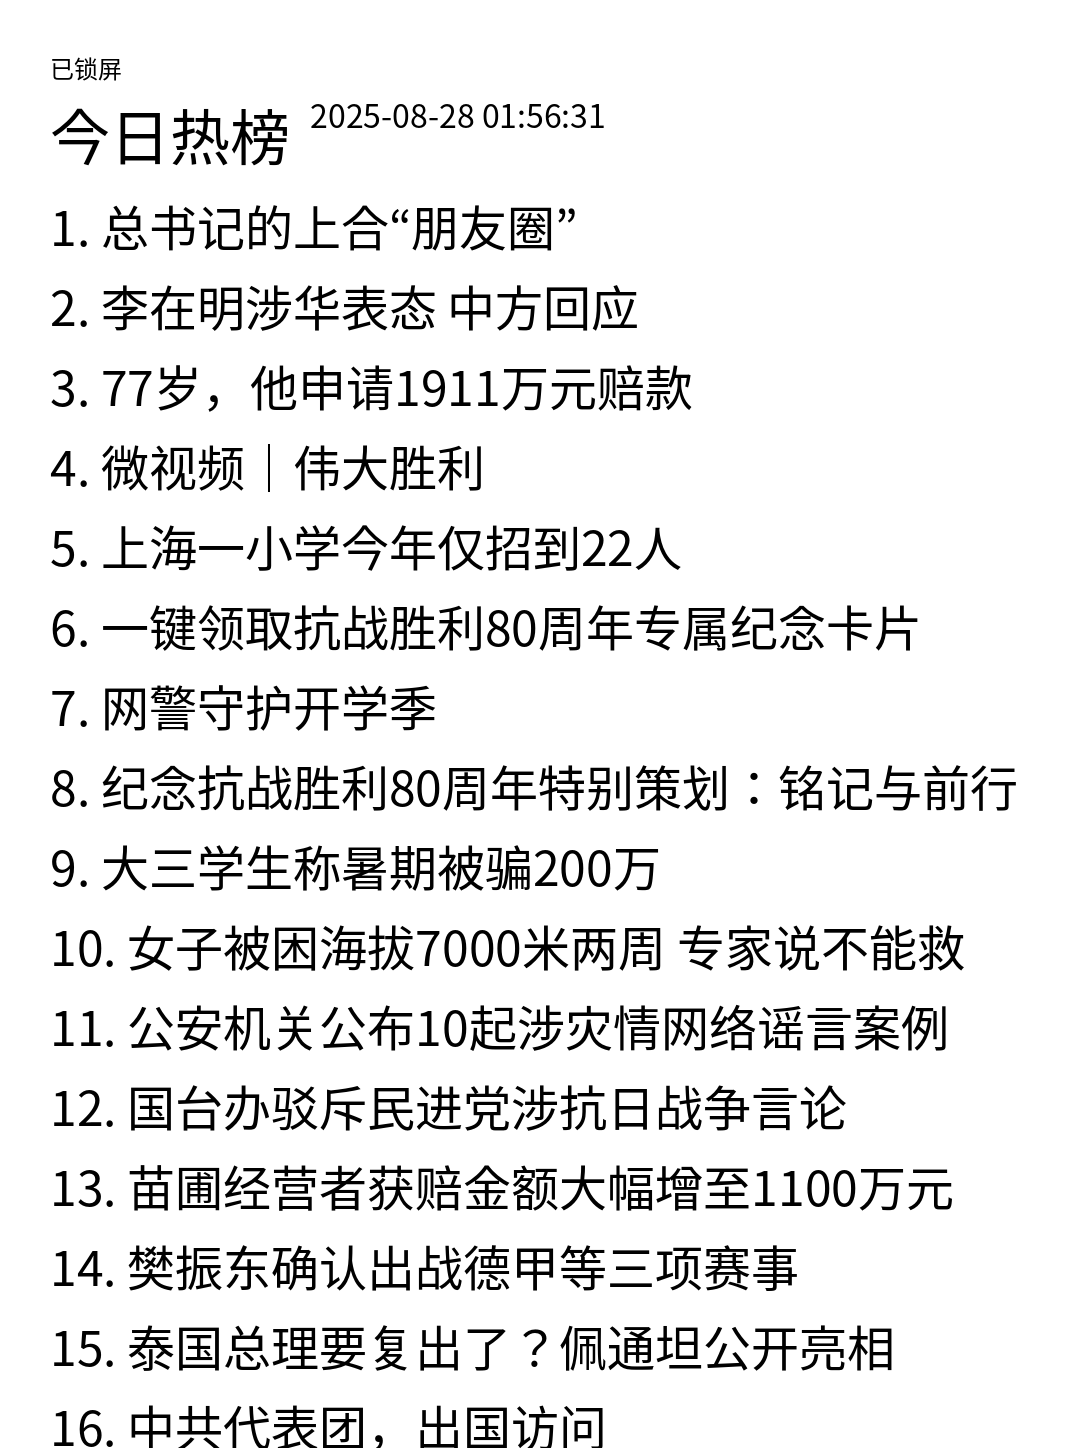 已锁屏
今日热榜 2025-08-28 01:56:31
1. 总书记的上合“朋友圈”
2. 李在明涉华表态 中方回应
3. 77岁，他申请1911万元赔款
4. 微视频｜伟大胜利
5. 上海一小学今年仅招到22人
6. 一键领取抗战胜利80周年专属纪念卡片
7. 网警守护开学季
8. 纪念抗战胜利80周年特别策划：铭记与前行
9. 大三学生称暑期被骗200万
10. 女子被困海拔7000米两周 专家说不能救
11. 公安机关公布10起涉灾情网络谣言案例
12. 国台办驳斥民进党涉抗日战争言论
13. 苗圃经营者获赔金额大幅增至1100万元
14. 樊振东确认出战德甲等三项赛事
15. 泰国总理要复出了？佩通坦公开亮相
16. 中共代表团，出国访问